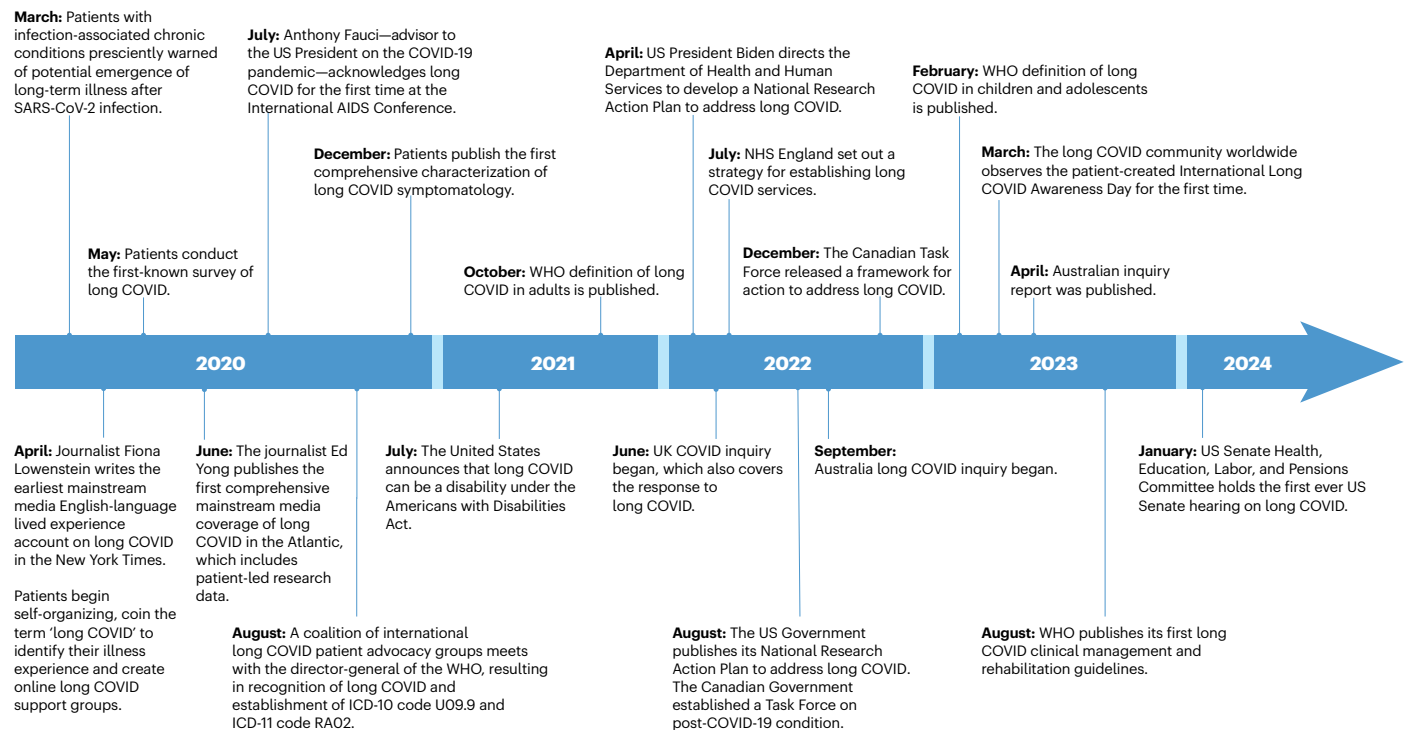 March: Patients with
infection-associated chronic
conditions presciently warned
of potential emergence of
long-term illness after
SARS-CoV-2 infection.
July: Anthony Fauci—advisor to
the US President on the COVID-19
pandemic—acknowledges long
COVID for the first time at the
International AIDS Conference.
April: US President Biden directs the
Department of Health and Human
Services to develop a National Research
Action Plan to address long COVID.
February: WHO definition of long
COVID in children and adolescents
is published.
December: Patients publish the first
comprehensive characterization of
long COVID symptomatology.
July: NHS England set out a
strategy for establishing long
COVID services.
March: The long COVID community worldwide
observes the patient-created International Long
COVID Awareness Day for the first time.
May: Patients conduct
the first-known survey of
long COVID.
October: WHO definition of long
COVID in adults is published.
December: The Canadian Task
Force released a framework for
action to address long COVID.
April: Australian inquiry
report was published.
2020
2021
2022
2023
2024
April: Journalist Fiona
Lowenstein writes the
earliest mainstream
media English-language
lived experience
account on long COVID
in the New York Times.
Patients begin
self-organizing, coin the
term ‘long COVID’ to
identify their illness
experience and create
online long COVID
support groups.
June: The journalist Ed
Yong publishes the
first comprehensive
mainstream media
coverage of long
COVID in the Atlantic,
which includes
patient-led research
data.
July: The United States
announces that long COVID
can be a disability under the
Americans with Disabilities
Act.
June: UK COVID inquiry
began, which also covers
the response to
long COVID.
September:
Australia long COVID inquiry began.
January: US Senate Health,
Education, Labor, and Pensions
Committee holds the first ever US
Senate hearing on long COVID.
August: A coalition of international
long COVID patient advocacy groups meets
with the director-general of the WHO, resulting
in recognition of long COVID and
establishment of ICD-10 code U09.9 and
ICD-11 code RA02.
August: The US Government
publishes its National Research
Action Plan to address long COVID.
The Canadian Government
established a Task Force on
post-COVID-19 condition.
August: WHO publishes its first long
COVID clinical management and
rehabilitation guidelines.